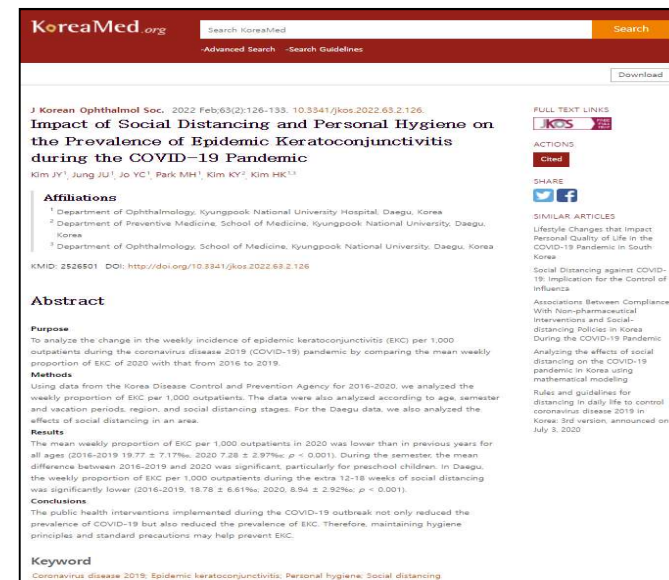 KoreaMed.org
Search KoreaMed
Search
-Advanced Search -Search Guidelines
Download
J Korean Ophthalmol Soc. 2022 Feb;63(2):126-133. 10.3341/jkos.2022.63.2.126.
Impact of Social Distancing and Personal Hygiene on
the Prevalence of Epidemic Keratoconjunctivitis
during the COVID-19 Pandemic
Kim JY1, Jung JU1, Jo YC1, Park MH1, Kim KY2, Kim HK1,3
Affiliations
1 Department of Ophthalmology, Kyungpook National University Hospital, Daegu, Korea
2 Department of Preventive Medicine, School of Medicine, Kyungpook National University, Daegu,
Korea
3 Department of Ophthalmology, School of Medicine, Kyungpook National University, Daegu, Korea
KMID: 2526501 DOI: http://doi.org/10.3341/jkos.2022.63.2.126
Abstract
Purpose
To analyze the change in the weekly incidence of epidemic keratoconjunctivitis (EKC) per 1,000
outpatients during the coronavirus disease 2019 (COVID-19) pandemic by comparing the mean weekly
proportion of EKC of 2020 with that from 2016 to 2019.
Methods
Using data from the Korea Disease Control and Prevention Agency for 2016-2020, we analyzed the
weekly proportion of EKC per 1,000 outpatients. The data were also analyzed according to age, semester
and vacation periods, region, and social distancing stages. For the Daegu data, we also analyzed the
effects of social distancing in an area.
Results
The mean weekly proportion of EKC per 1,000 outpatients in 2020 was lower than in previous years for
all ages (2016-2019 19.77 ± 7.17‰; 2020 7.28 ± 2.97‰; p < 0.001). During the semester, the mean
difference between 2016-2019 and 2020 was significant, particularly for preschool children. In Daegu,
the weekly proportion of EKC per 1,000 outpatients during the extra 12-18 weeks of social distancing
was significantly lower (2016-2019, 18.78 ± 6.61‰; 2020, 8.94 ± 2.92‰; p < 0.001).
Conclusions
The public health interventions implemented during the COVID-19 outbreak not only reduced the
prevalence of COVID-19 but also reduced the prevalence of EKC. Therefore, maintaining hygiene
principles and standard precautions may help prevent EKC.
Keyword
Coronavirus disease 2019; Epidemic keratoconjunctivitis; Personal hygiene; Social distancing
FULL TEXT LINKS
JKOS
ACTIONS
Cited
SHARE
SIMILAR ARTICLES
Lifestyle Changes that Impact
Personal Quality of Life in the
COVID-19 Pandemic in South
Korea
Social Distancing against COVID-
19: Implication for the Control of
Influenza
Associations Between Compliance
With Non-pharmaceutical
Interventions and Social-
distancing Policies in Korea
During the COVID-19 Pandemic
Analyzing the effects of social
distancing on the COVID-19
pandemic in Korea using
mathematical modeling
Rules and guidelines for
distancing in daily life to control
coronavirus disease 2019 in
Korea: 3rd version, announced on
July 3, 2020